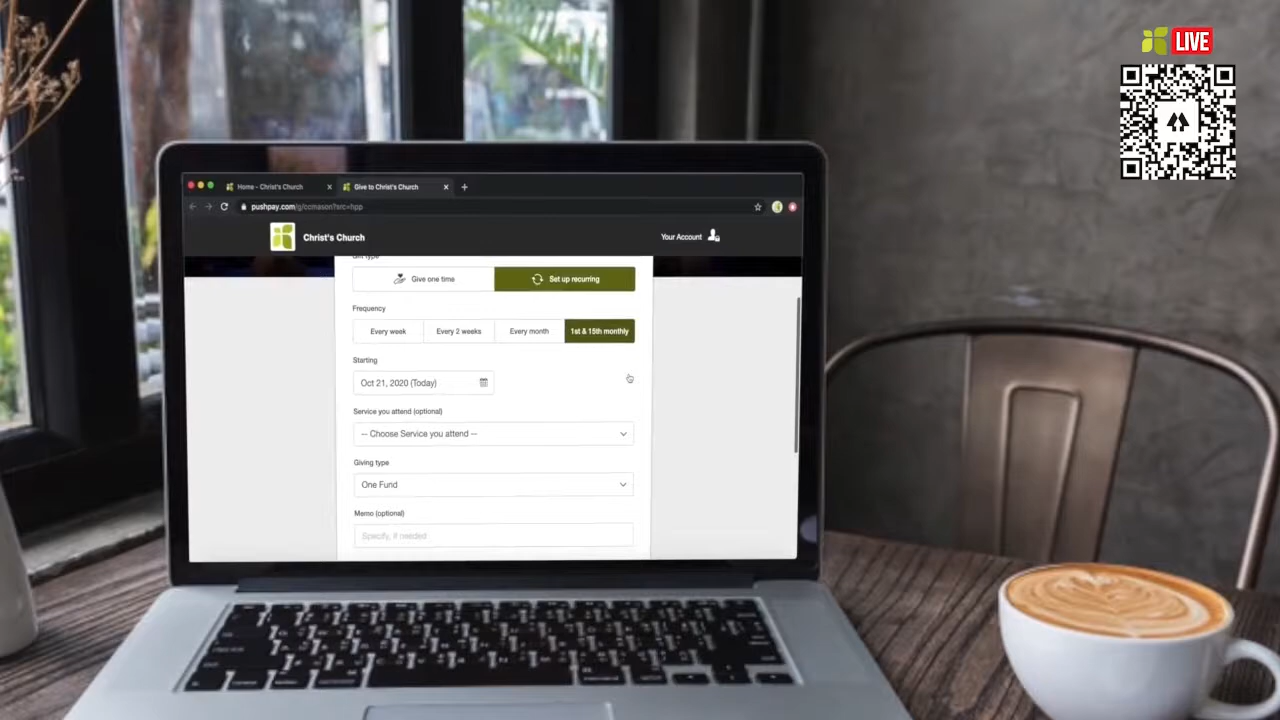 LIVE
Home - Christ's Church
Give to Christ's Church
pushpay.com/g/ccmason?src=hpp
Christ's Church
Your Account
Gift type
Give one time
Set up recurring
Frequency
Every week
Every 2 weeks
Every month
1st & 15th monthly
Starting
Oct 21, 2020 (Today)
Service you attend (optional)
-- Choose Service you attend --
Giving type
One Fund
Memo (optional)
Specify, if needed